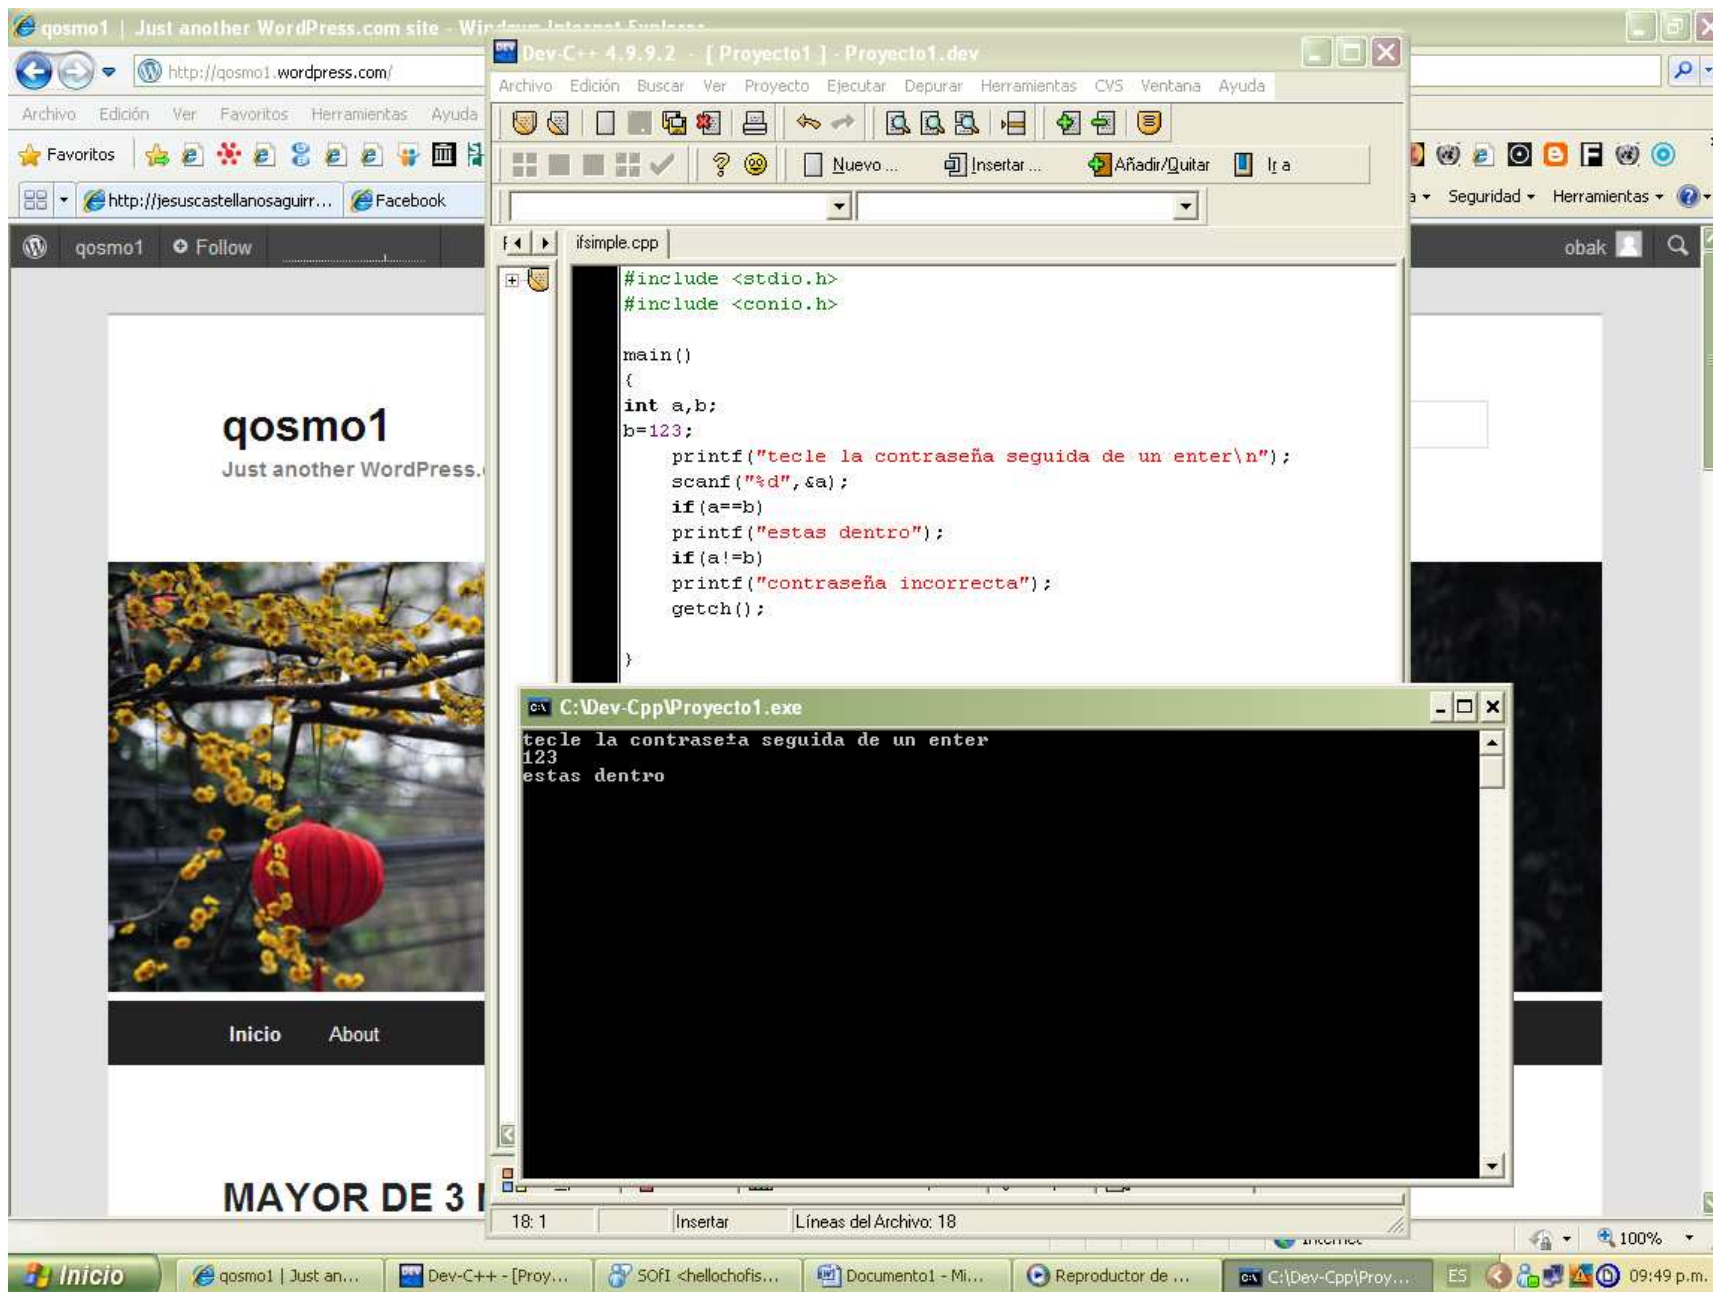 qosmo1 | Just another WordPress.com site - Windows Internet Explorer
http://qosmo1.wordpress.com/
Archivo Edición Ver Favoritos Herramientas Ayuda
Favoritos
http://jesuscastellanosaguirr... Facebook
Seguridad Herramientas
qosmo1 Follow
obak
qosmo1
Just another WordPress.
Inicio About
MAYOR DE 3
Dev-C++ 4.9.9.2 - [ Proyecto1 ] - Proyecto1.dev
Archivo Edición Buscar Ver Proyecto Ejecutar Depurar Herramientas CVS Ventana Ayuda
Nuevo ... Insertar ... Añadir/Quitar Ir a
ifsimple.cpp
#include <stdio.h>
#include <conio.h>
main()
{
int a,b;
b=123;
printf("tecle la contraseña seguida de un enter\n");
scanf("%d",&a);
if(a==b)
printf("estas dentro");
if(a!=b)
printf("contraseña incorrecta");
getch();
}
C:\Dev-Cpp\Proyecto1.exe
tecle la contrase±a seguida de un enter
123
estas dentro
18: 1 Insertar Líneas del Archivo: 18
100%
Inicio qosmo1 | Just an... Dev-C++ - [Proy... SOfI <hellochofis... Documento1 - Mi... Reproductor de ... C:\Dev-Cpp\Proy... ES 09:49 p.m.